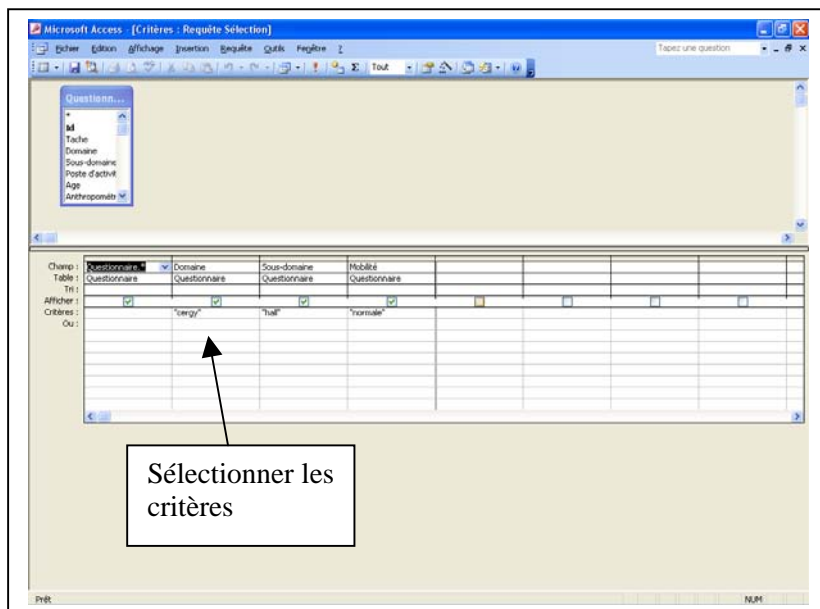 Microsoft Access - [Critères : Requête Sélection]
Fichier Edition Affichage Insertion Requête Outils Fenêtre ?
Tapez une question
Σ Tout
Questionn...
*
Id
Tache
Domaine
Sous-domaine
Poste d'activit
Age
Anthropométr
Champ : Questionnaire.* Domaine Sous-domaine Mobilité
Table : Questionnaire Questionnaire Questionnaire Questionnaire
Tri :
Afficher :
Critères : "cergy" "hall" "normale"
Ou :
Sélectionner les
critères
Prêt NUM